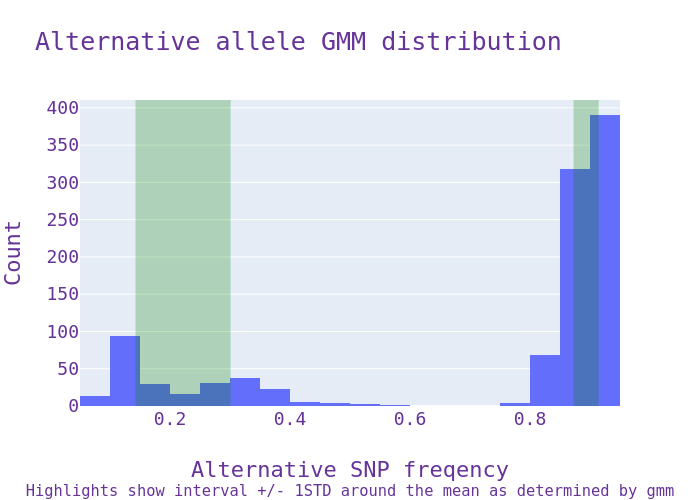 Alternative allele GMM distribution
Count
400
350
300
250
200
150
100
50
0
0.2 0.4 0.6 0.8
Alternative SNP freqency
Highlights show interval +/- 1STD around the mean as determined by gmm